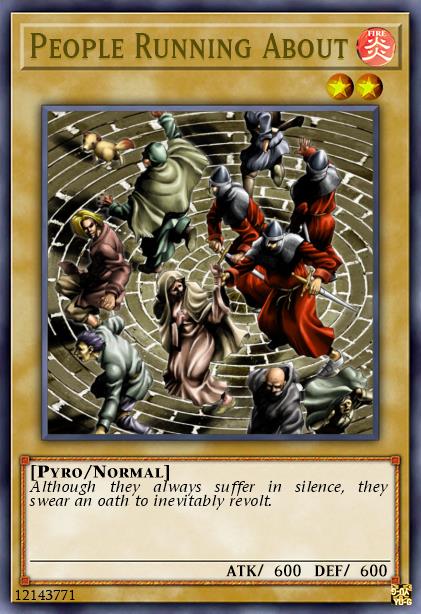 People Running About
FIRE
炎
[Pyro/Normal]
Although they always suffer in silence, they
swear an oath to inevitably revolt.
ATK/ 600 DEF/ 600
12143771